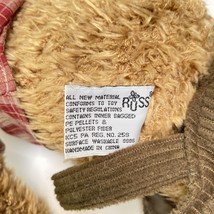 ALL NEW MATERIAL
CONFORMS TO TOY
SAFETY REGULATIONS
CONTAINS INNER BAGGED
PE PELLETS &
POLYESTER FIBER
KCS PA REG.NO. 259
SURFACE WASHABLE
HANDMADE IN
CHINA
RUSS